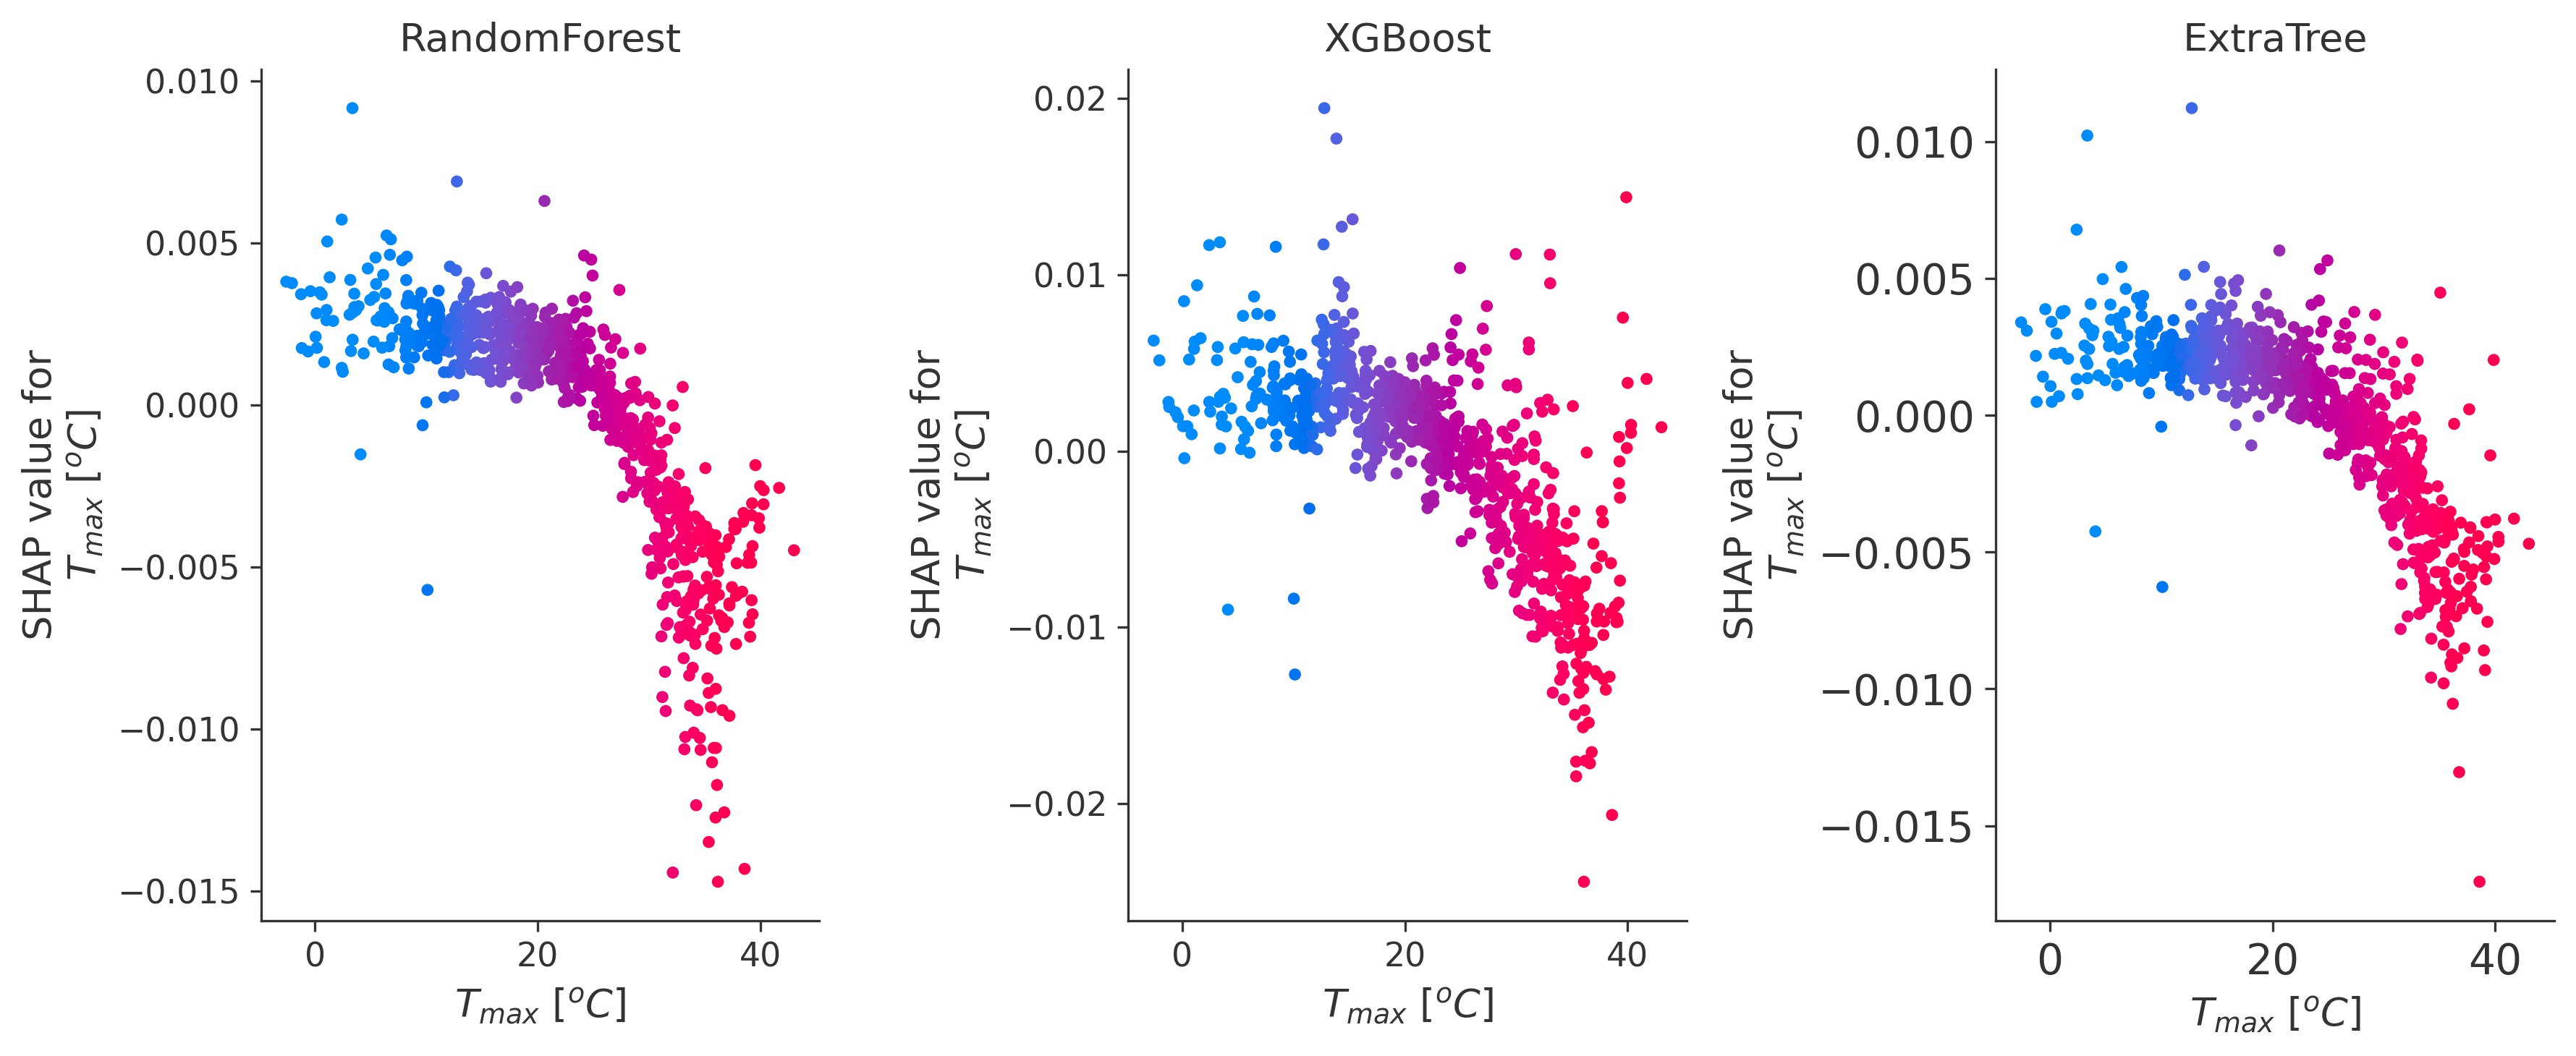 RandomForest
0.010
0.005
0.000
−0.005
−0.010
−0.015
SHAP value for
T_max [°C]
0 20 40
T_max [°C]
XGBoost
0.02
0.01
0.00
−0.01
−0.02
SHAP value for
T_max [°C]
0 20 40
T_max [°C]
ExtraTree
0.010
0.005
0.000
−0.005
−0.010
−0.015
SHAP value for
T_max [°C]
0 20 40
T_max [°C]